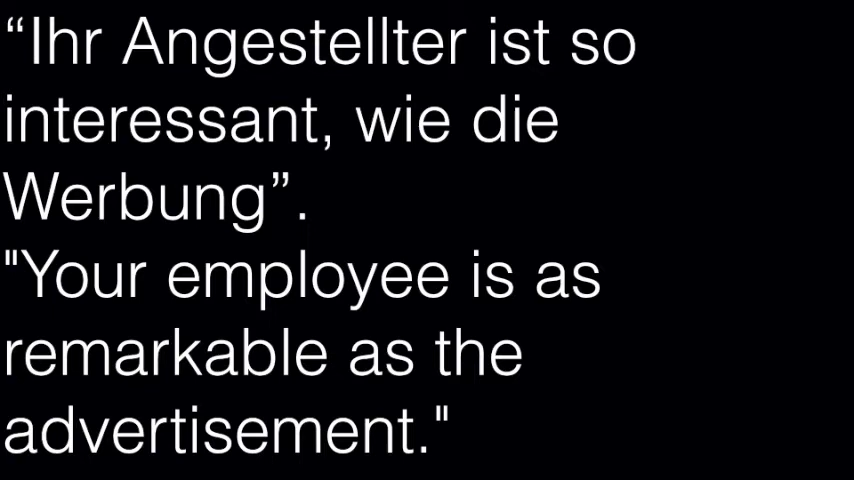 “Ihr Angestellter ist so
interessant, wie die
Werbung”.
"Your employee is as
remarkable as the
advertisement."